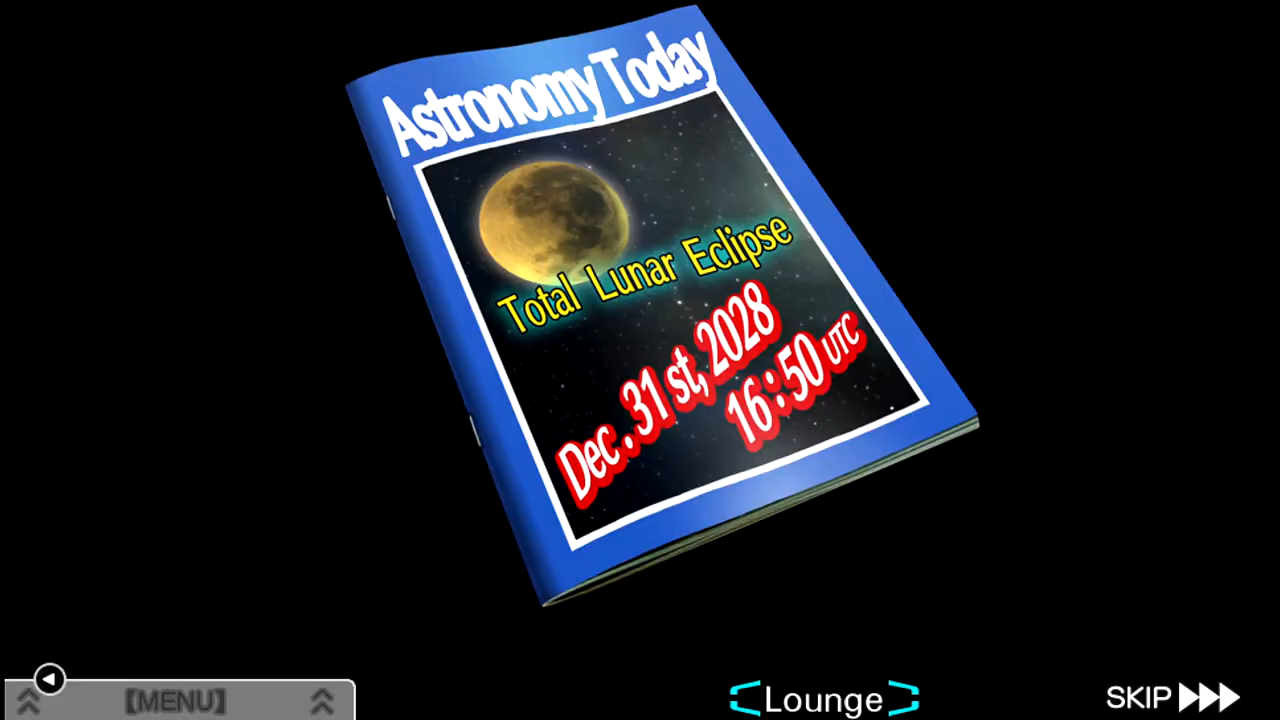 Astronomy Today
Total Lunar Eclipse
Dec. 31 st, 2028
16:50 UTC
【MENU】
Lounge
SKIP